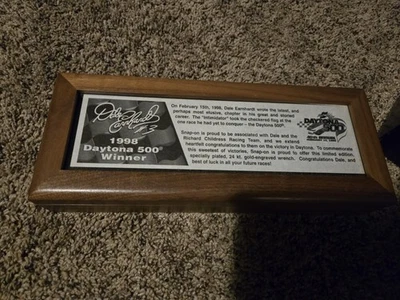 Dale Earnhardt 3
1998
Daytona 500®
Winner
On February 15th, 1998, Dale Earnhardt wrote the latest, and
perhaps most elusive, chapter in his great and storied
career. The "Intimidator" took the checkered flag at the
one race he had yet to conquer – the Daytona 500®.
Snap-on is proud to be associated with Dale and the
Richard Childress Racing Team, and we extend
heartfelt congratulations to them on the victory in Daytona. To commemorate
this sweetest of victories, Snap-on is proud to offer this limited edition,
specially plated, 24 kt. gold-engraved wrench. Congratulations Dale, and
best of luck in all your future races!
DAYTONA
500